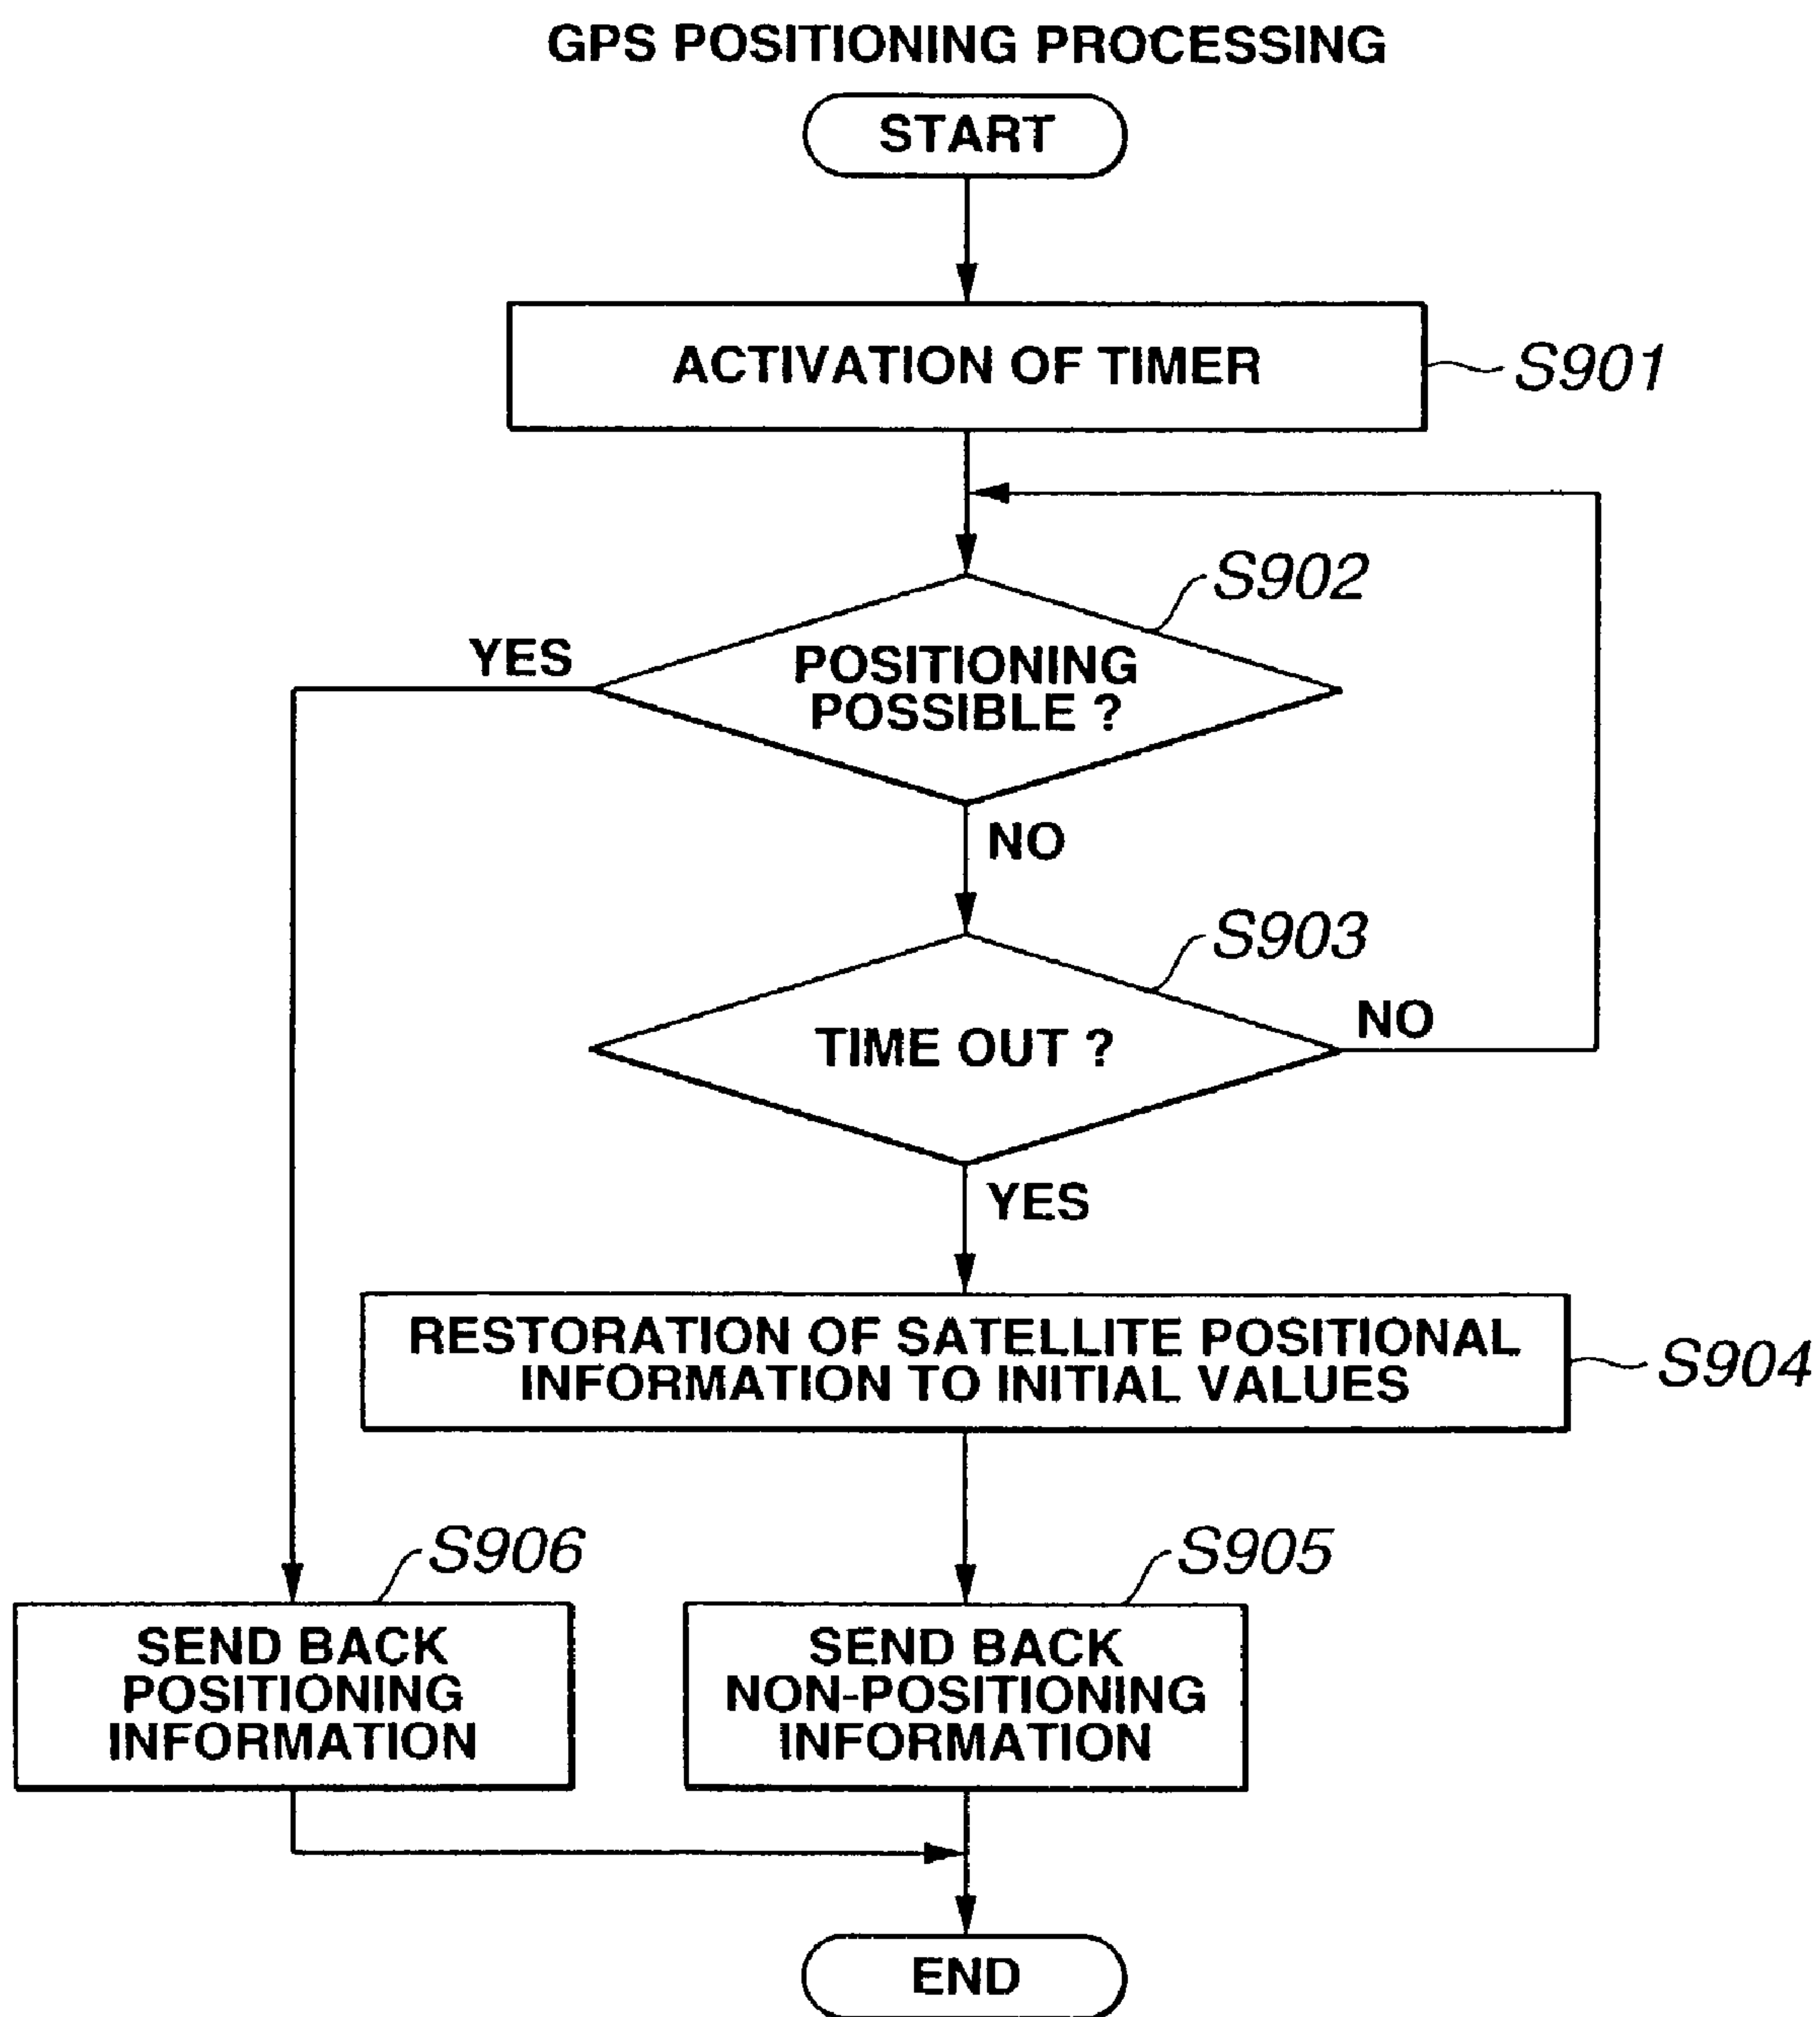 GPS POSITIONING PROCESSING
START
ACTIVATION OF TIMER
S901
S902
YES
POSITIONING
POSSIBLE ?
NO
S903
TIME OUT ?
NO
YES
RESTORATION OF SATELLITE POSITIONAL
INFORMATION TO INITIAL VALUES
S904
S906
SEND BACK
POSITIONING
INFORMATION
S905
SEND BACK
NON-POSITIONING
INFORMATION
END